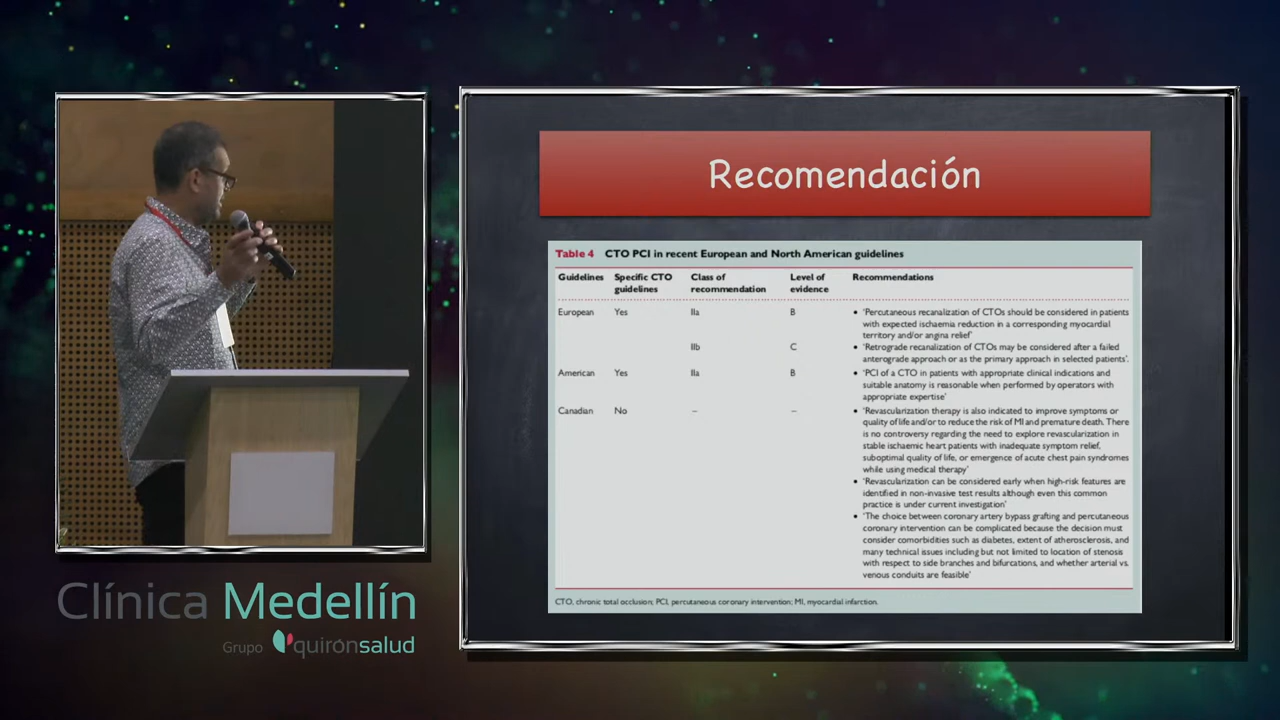 Clínica Medellín
Grupo quirónsalud
Recomendación
Table 4 CTO PCI in recent European and North American guidelines
Guidelines Specific CTO guidelines Class of recommendation Level of evidence Recommendations
European Yes IIa B • ‘Percutaneous recanalization of CTOs should be considered in patients
with expected ischaemia reduction in a corresponding myocardial
territory and/or angina relief’
IIb C • ‘Retrograde recanalization of CTOs may be considered after a failed
anterograde approach or as the primary approach in selected patients’.
American Yes IIa B • ‘PCI of a CTO in patients with appropriate clinical indications and
suitable anatomy is reasonable when performed by operators with
appropriate expertise’
Canadian No – – • ‘Revascularization therapy is also indicated to improve symptoms or
quality of life and/or to reduce the risk of MI and premature death. There
is no controversy regarding the need to explore revascularization in
stable ischaemic heart patients with inadequate symptom relief,
suboptimal quality of life, or emergence of acute chest pain syndromes
while using medical therapy’
• ‘Revascularization can be considered early when high-risk features are
identified in non-invasive test results although even this common
practice is under current investigation’
• ‘The choice between coronary artery bypass grafting and percutaneous
coronary intervention can be complicated because the decision must
consider comorbidities such as diabetes, extent of atherosclerosis, and
many technical issues including but not limited to location of stenosis
with respect to side branches and bifurcations, and whether arterial vs.
venous conduits are feasible’
CTO, chronic total occlusion; PCI, percutaneous coronary intervention; MI, myocardial infarction.